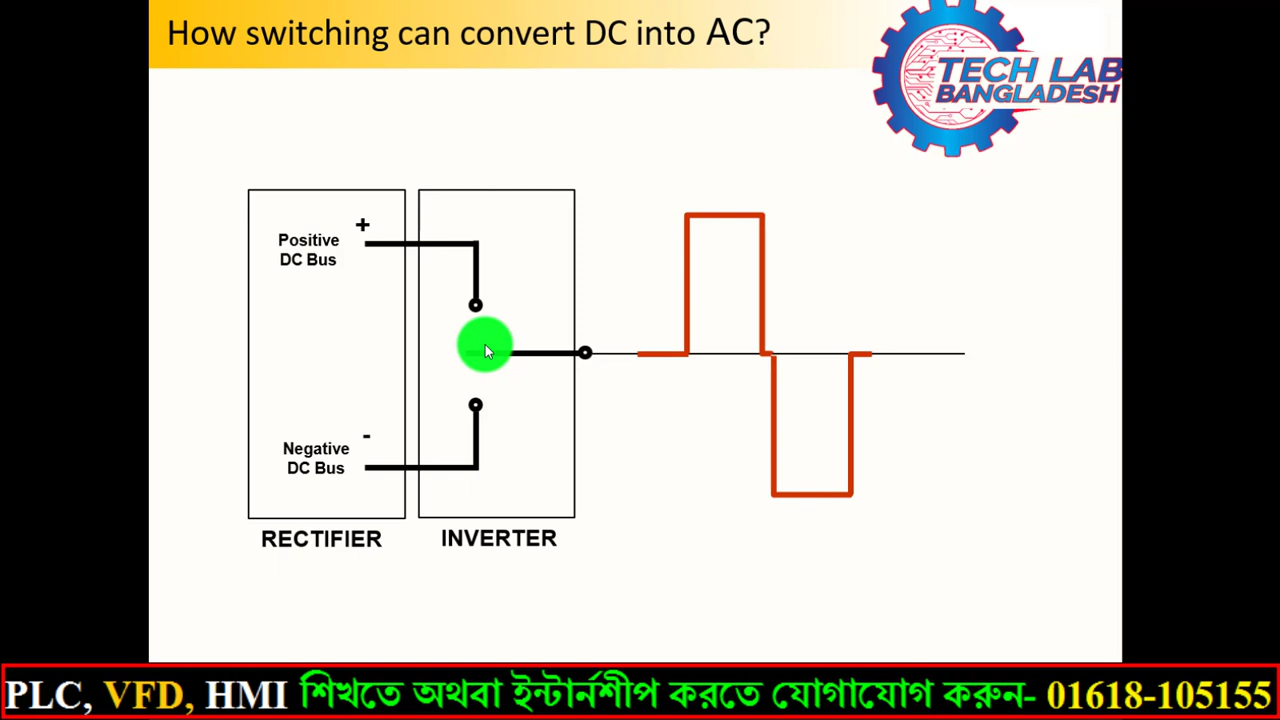 How switching can convert DC into AC?
TECH LAB
BANGLADESH
+
Positive
DC Bus
-
Negative
DC Bus
RECTIFIER
INVERTER
PLC, VFD, HMI শিখতে অথবা ইন্টার্নশীপ করতে যোগাযোগ করুন- 01618-105155